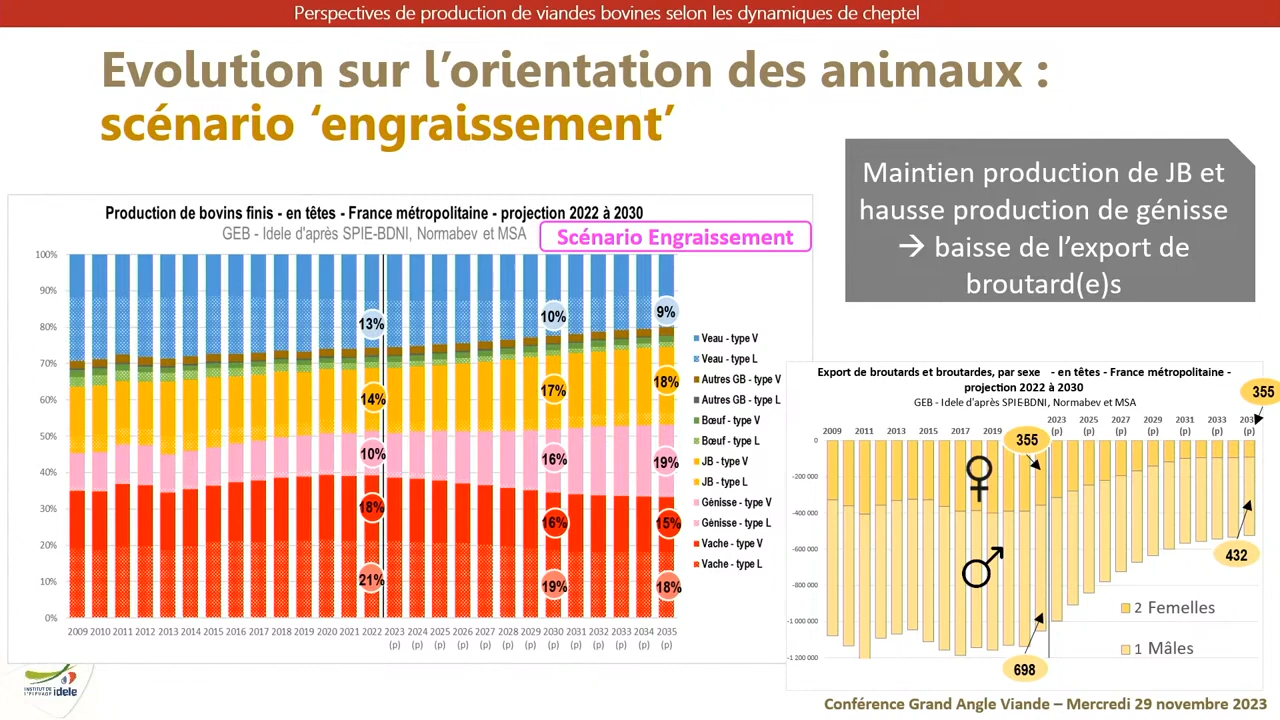 Perspectives de production de viandes bovines selon les dynamiques de cheptel
Evolution sur l’orientation des animaux :
scénario ‘engraissement’
Maintien production de JB et
hausse production de génisse
→ baisse de l’export de
broutard(e)s
Production de bovins finis - en têtes - France métropolitaine - projection 2022 à 2030
GEB - Idele d'après SPIE-BDNI, Normabev et MSA
Scénario Engraissement
100%
90%
80%
70%
60%
50%
40%
30%
20%
10%
0%
13%
10%
9%
14%
17%
18%
10%
16%
19%
18%
16%
15%
21%
19%
18%
2009 2010 2011 2012 2013 2014 2015 2016 2017 2018 2019 2020 2021 2022 2023 2024 2025 2026 2027 2028 2029 2030 2031 2032 2033 2034 2035
(p) (p) (p) (p) (p) (p) (p) (p) (p) (p) (p) (p) (p)
Veau - type V
Veau - type L
Autres GB - type V
Autres GB - type L
Bœuf - type V
Bœuf - type L
JB - type V
JB - type L
Génisse - type V
Génisse - type L
Vache - type V
Vache - type L
Export de broutards et broutardes, par sexe - en têtes - France métropolitaine -
projection 2022 à 2030
GEB - Idele d'après SPIE-BDNI, Normabev et MSA
355
2009 2011 2013 2015 2017 2019 2023 2025 2027 2029 2031 2033
(p) (p) (p) (p) (p) (p) (p)
0
-200 000
-400 000
-600 000
-800 000
-1 000 000
-1 200 000
355
♀
♂
432
698
2 Femelles
1 Mâles
INSTITUT DE
L'ÉLEVAGE idele
Conférence Grand Angle Viande – Mercredi 29 novembre 2023